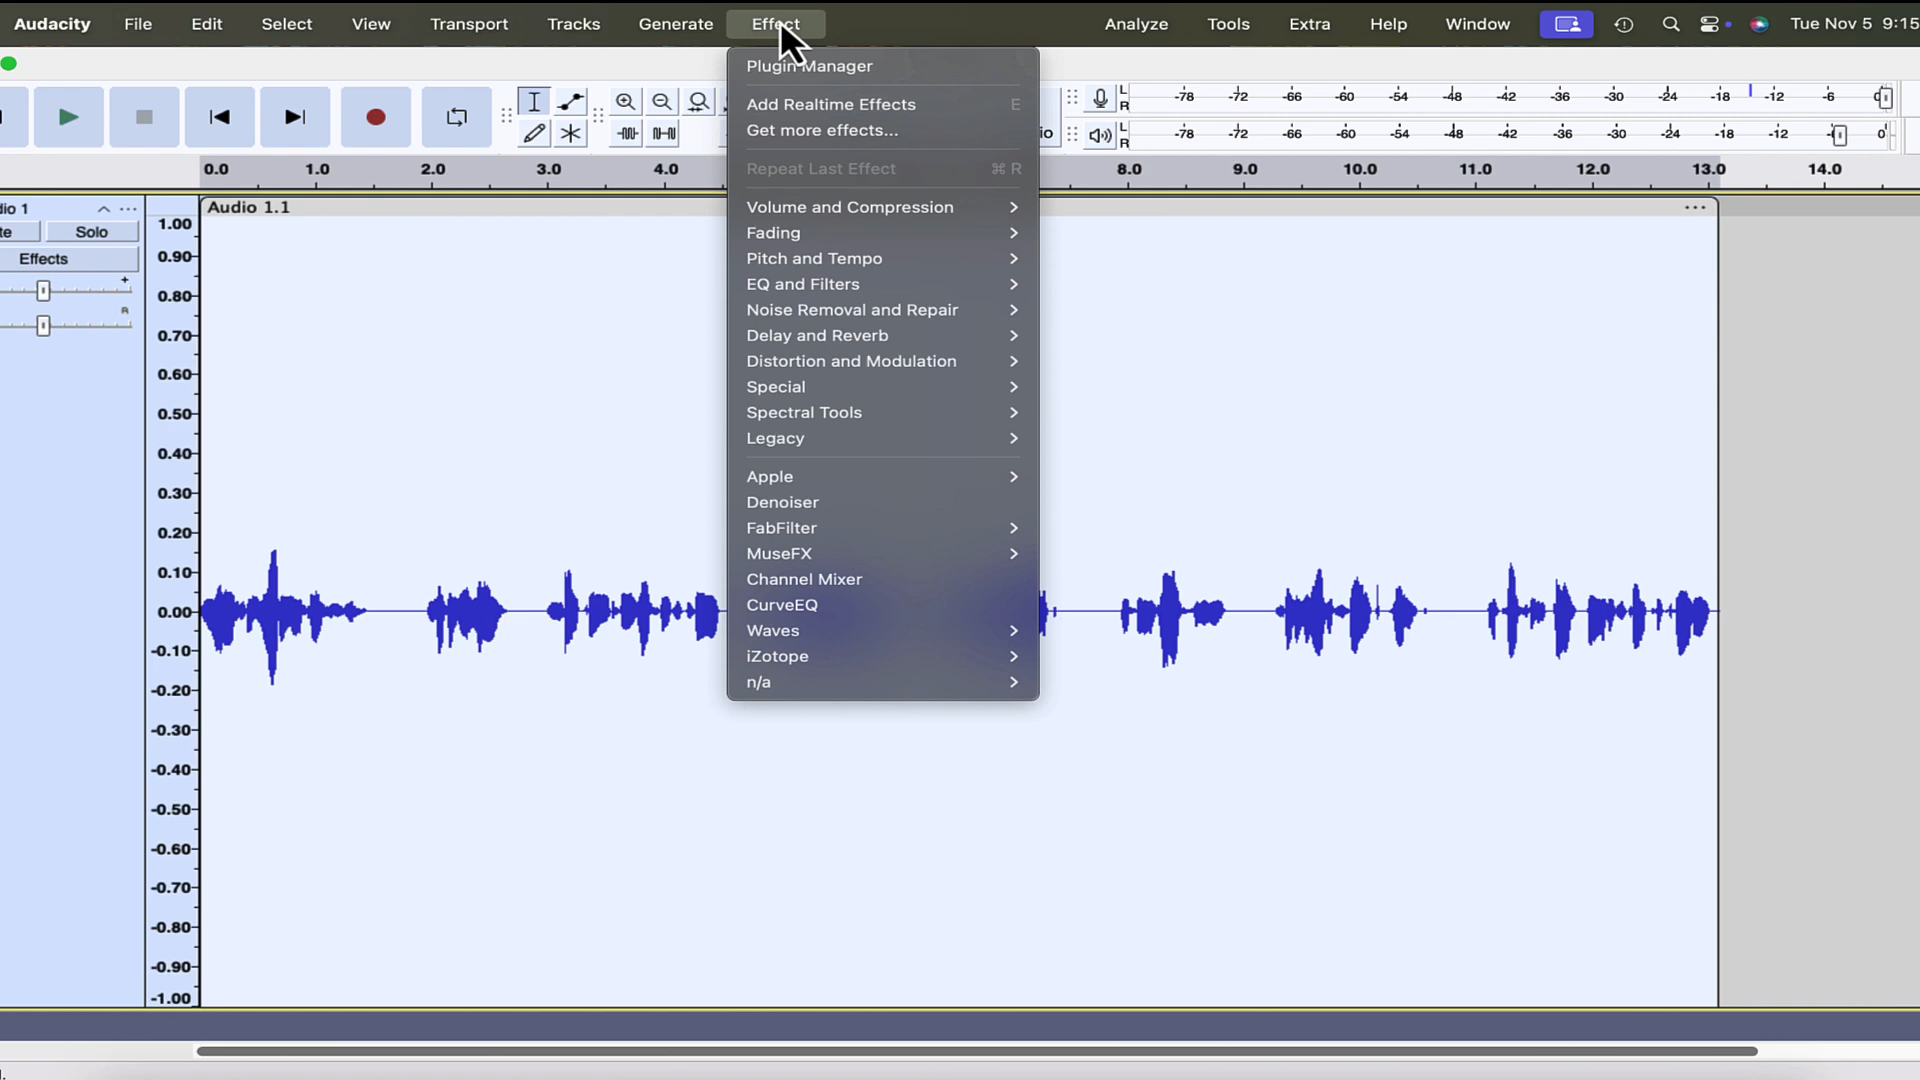 Audacity File Edit Select View Transport Tracks Generate Effect Analyze Tools Extra Help Window Tue Nov 5 9:15
Plugin Manager
Add Realtime Effects E
Get more effects...
Repeat Last Effect ⌘ R
Volume and Compression
Fading
Pitch and Tempo
EQ and Filters
Noise Removal and Repair
Delay and Reverb
Distortion and Modulation
Special
Spectral Tools
Legacy
Apple
Denoiser
FabFilter
MuseFX
Channel Mixer
CurveEQ
Waves
iZotope
n/a
io
L
R
-78 -72 -66 -60 -54 -48 -42 -36 -30 -24 -18 -12 -6
L
R
-78 -72 -66 -60 -54 -48 -42 -36 -30 -24 -18 -12 0
0.0 1.0 2.0 3.0 4.0 8.0 9.0 10.0 11.0 12.0 13.0 14.0
dio 1
te Solo
Effects
+
R
Audio 1.1
1.00
0.90
0.80
0.70
0.60
0.50
0.40
0.30
0.20
0.10
0.00
-0.10
-0.20
-0.30
-0.40
-0.50
-0.60
-0.70
-0.80
-0.90
-1.00